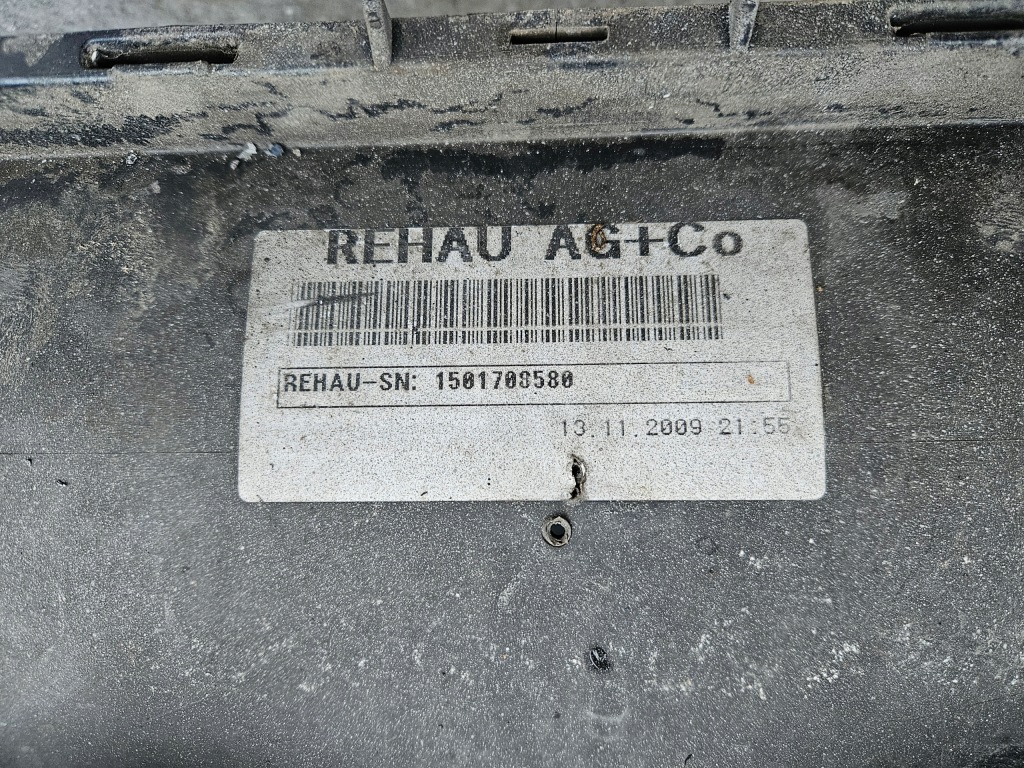 REHAU AG+Co
REHAU-SN: 1501708580
13.11.2009 21:55